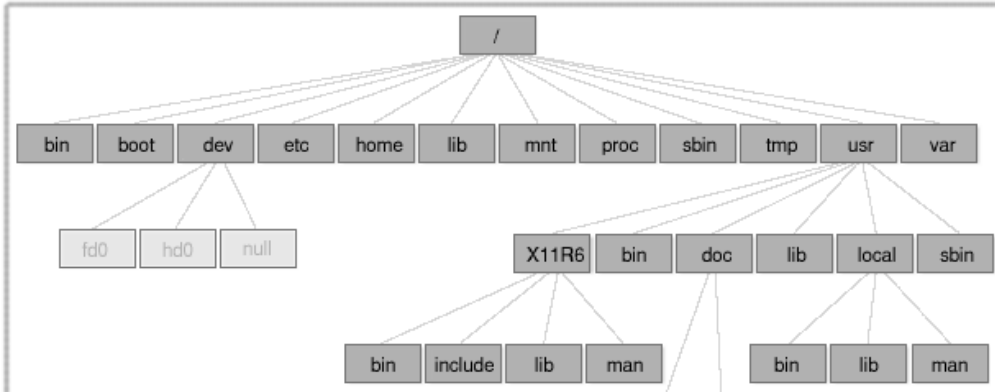 /
bin boot dev etc home lib mnt proc sbin tmp usr var
fd0 hd0 null
X11R6 bin doc lib local sbin
bin include lib man bin lib man